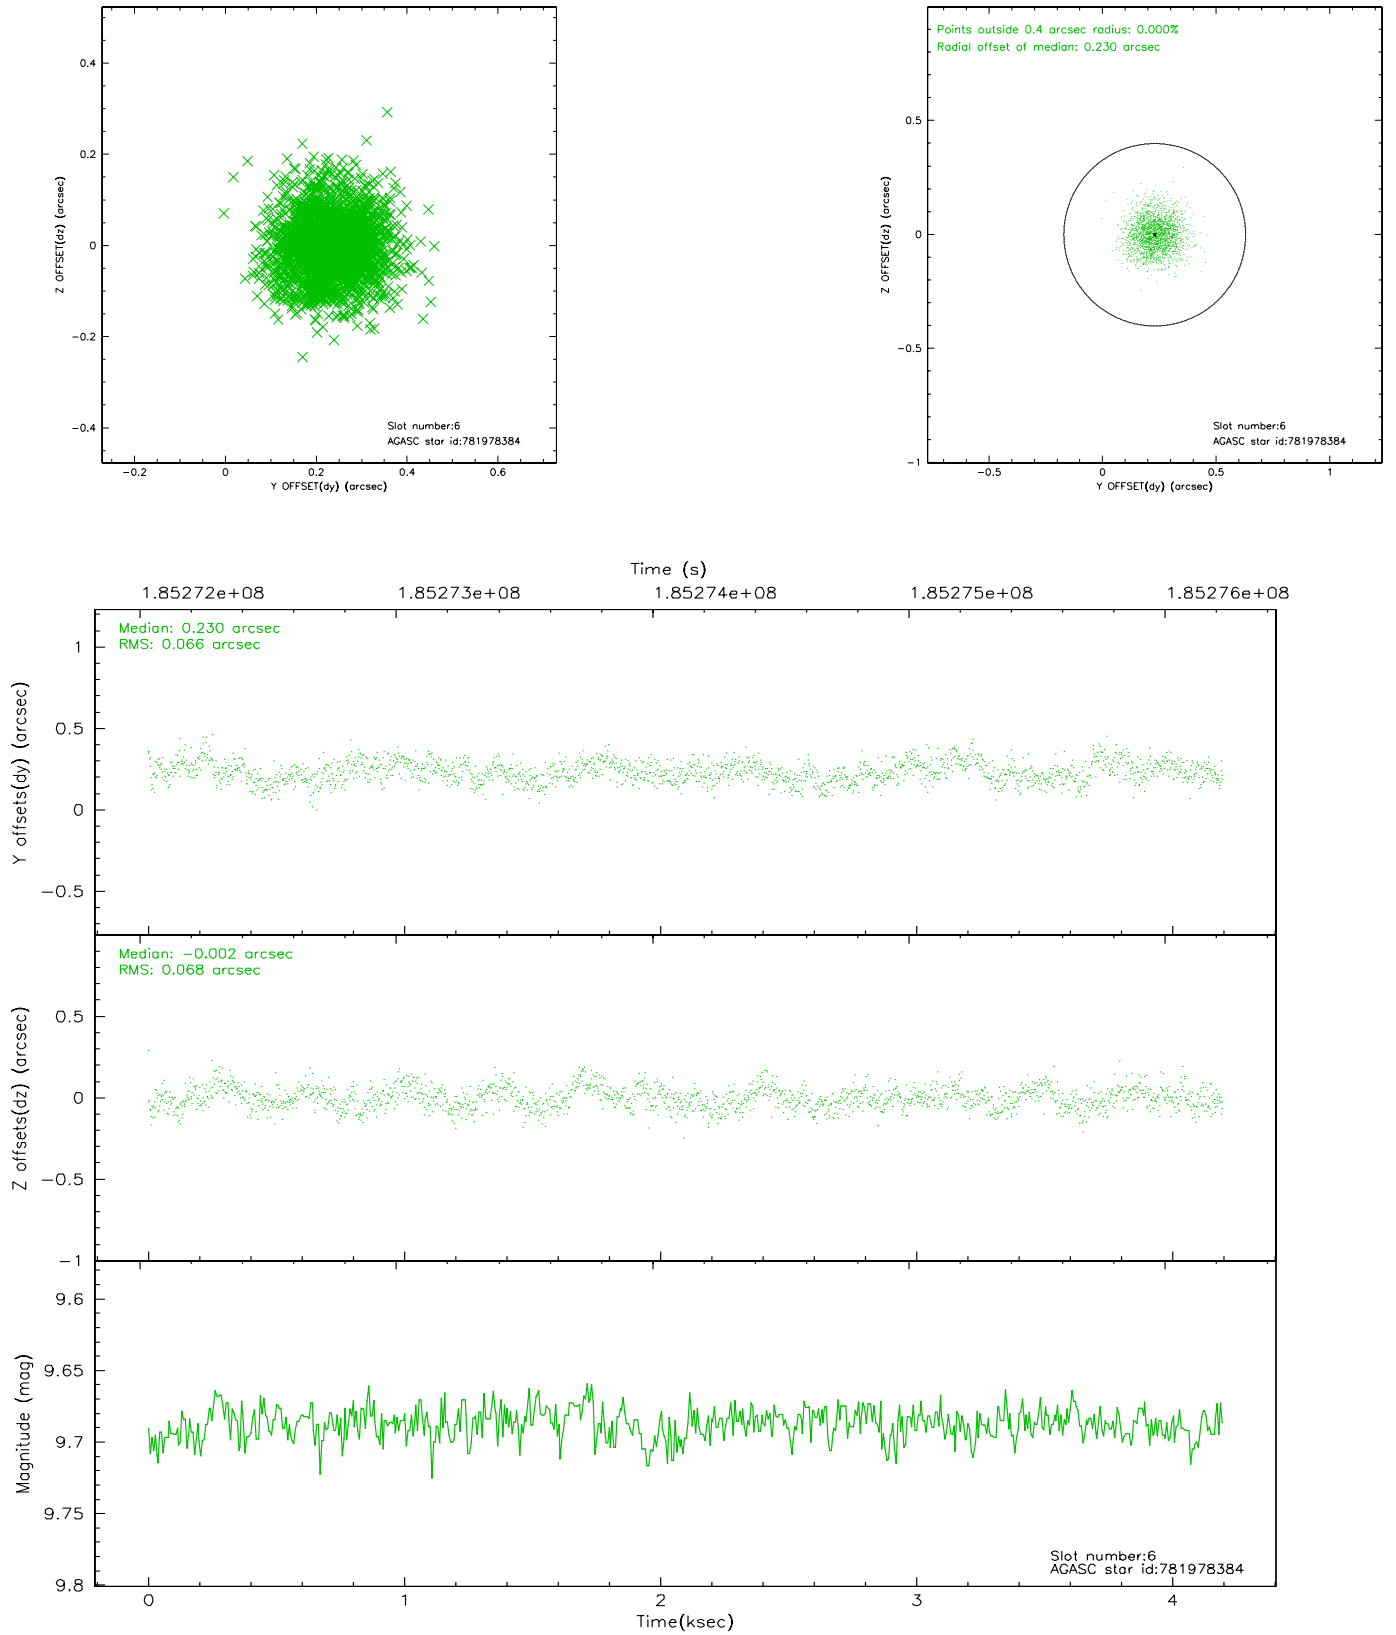 0.4
0.2
0
−0.2
−0.4
Z OFFSET(dz) (arcsec)
Slot number:6
AGASC star id:781978384
−0.2 0 0.2 0.4 0.6
Y OFFSET(dy) (arcsec)
Points outside 0.4 arcsec radius: 0.000%
Radial offset of median: 0.230 arcsec
0.5
0
−0.5
−1
Z OFFSET(dz) (arcsec)
Slot number:6
AGASC star id:781978384
−0.5 0 0.5 1
Y OFFSET(dy) (arcsec)
Time (s)
1.85272e+08 1.85273e+08 1.85274e+08 1.85275e+08 1.85276e+08
Median: 0.230 arcsec
RMS: 0.066 arcsec
1
0.5
0
−0.5
Y offsets(dy) (arcsec)
Median: −0.002 arcsec
RMS: 0.068 arcsec
0.5
0
−0.5
−1
Z offsets(dz) (arcsec)
9.6
9.65
9.7
9.75
9.8
Magnitude (mag)
Slot number:6
AGASC star id:781978384
0 1 2 3 4
Time(ksec)